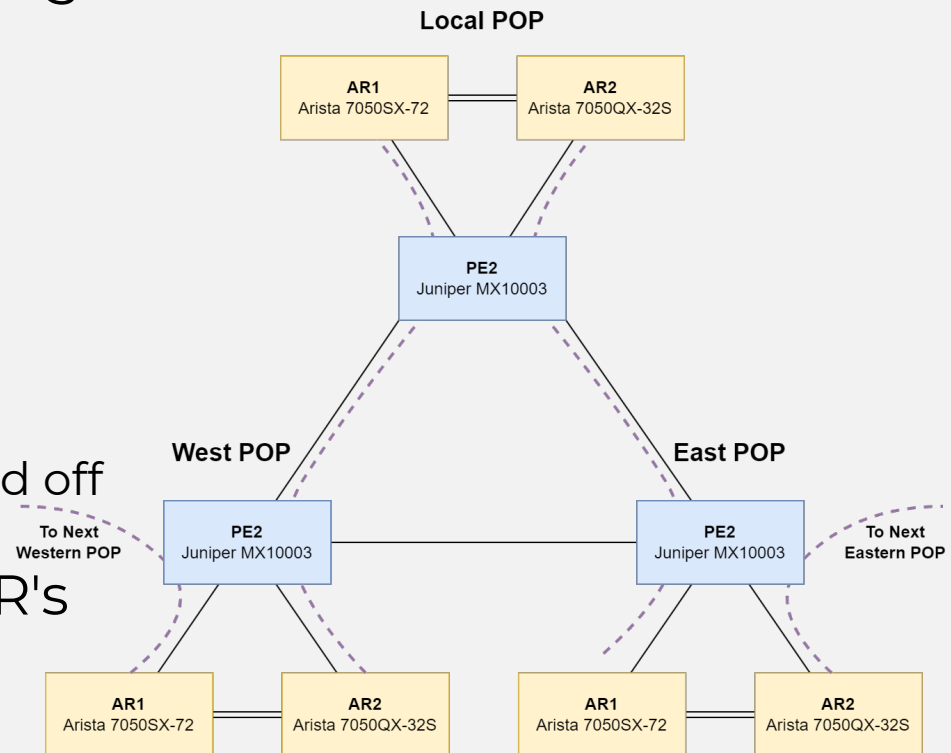 Local POP
AR1
Arista 7050SX-72
AR2
Arista 7050QX-32S
PE2
Juniper MX10003
West POP
East POP
d off
To Next
Western POP
PE2
Juniper MX10003
PE2
Juniper MX10003
To Next
Eastern POP
R's
AR1
Arista 7050SX-72
AR2
Arista 7050QX-32S
AR1
Arista 7050SX-72
AR2
Arista 7050QX-32S